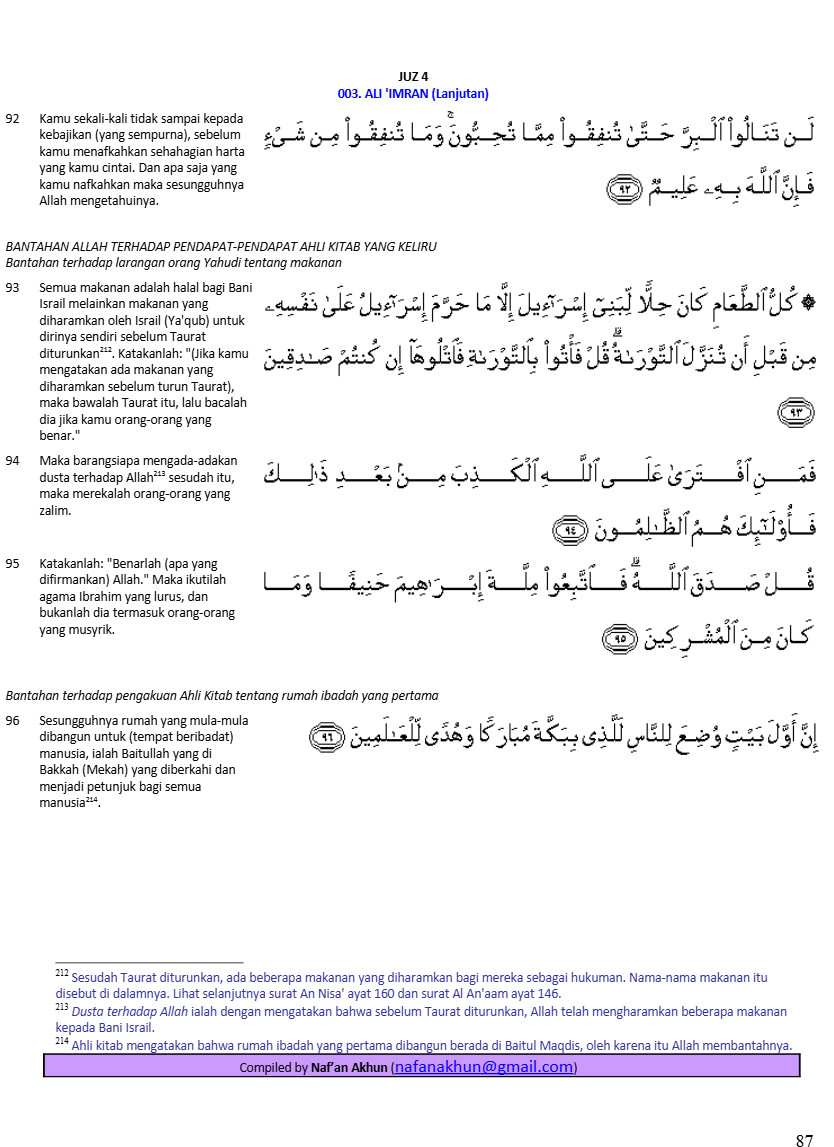 JUZ 4
003. ALI 'IMRAN (Lanjutan)
92 Kamu sekali-kali tidak sampai kepada
kebajikan (yang sempurna), sebelum
kamu menafkahkan sehahagian harta
yang kamu cintai. Dan apa saja yang
kamu nafkahkan maka sesungguhnya
Allah mengetahuinya.
لَن تَنَالُوا۟ ٱلْبِرَّ حَتَّىٰ تُنفِقُوا۟ مِمَّا تُحِبُّونَ ۚ وَمَا تُنفِقُوا۟ مِن شَىْءٍ
فَإِنَّ ٱللَّهَ بِهِۦ عَلِيمٌ ﴿٩٢﴾
BANTAHAN ALLAH TERHADAP PENDAPAT-PENDAPAT AHLI KITAB YANG KELIRU
Bantahan terhadap larangan orang Yahudi tentang makanan
93 Semua makanan adalah halal bagi Bani
Israil melainkan makanan yang
diharamkan oleh Israil (Ya'qub) untuk
dirinya sendiri sebelum Taurat
diturunkan²¹². Katakanlah: "(Jika kamu
mengatakan ada makanan yang
diharamkan sebelum turun Taurat),
maka bawalah Taurat itu, lalu bacalah
dia jika kamu orang-orang yang
benar."
۞ كُلُّ ٱلطَّعَامِ كَانَ حِلًّا لِّبَنِىٓ إِسْرَٰٓءِيلَ إِلَّا مَا حَرَّمَ إِسْرَٰٓءِيلُ عَلَىٰ نَفْسِهِۦ
مِن قَبْلِ أَن تُنَزَّلَ ٱلتَّوْرَىٰةُ ۗ قُلْ فَأْتُوا۟ بِٱلتَّوْرَىٰةِ فَٱتْلُوهَآ إِن كُنتُمْ صَـٰدِقِينَ
﴿٩٣﴾
94 Maka barangsiapa mengada-adakan
dusta terhadap Allah²¹³ sesudah itu,
maka merekalah orang-orang yang
zalim.
فَمَنِ ٱفْتَرَىٰ عَلَى ٱللَّهِ ٱلْكَذِبَ مِنۢ بَعْدِ ذَٰلِكَ
فَأُو۟لَـٰٓئِكَ هُمُ ٱلظَّـٰلِمُونَ ﴿٩٤﴾
95 Katakanlah: "Benarlah (apa yang
difirmankan) Allah." Maka ikutilah
agama Ibrahim yang lurus, dan
bukanlah dia termasuk orang-orang
yang musyrik.
قُلْ صَدَقَ ٱللَّهُ ۗ فَٱتَّبِعُوا۟ مِلَّةَ إِبْرَٰهِيمَ حَنِيفًا وَمَا
كَانَ مِنَ ٱلْمُشْرِكِينَ ﴿٩٥﴾
Bantahan terhadap pengakuan Ahli Kitab tentang rumah ibadah yang pertama
96 Sesungguhnya rumah yang mula-mula
dibangun untuk (tempat beribadat)
manusia, ialah Baitullah yang di
Bakkah (Mekah) yang diberkahi dan
menjadi petunjuk bagi semua
manusia²¹⁴.
إِنَّ أَوَّلَ بَيْتٍ وُضِعَ لِلنَّاسِ لَلَّذِى بِبَكَّةَ مُبَارَكًا وَهُدًى لِّلْعَـٰلَمِينَ ﴿٩٦﴾
²¹² Sesudah Taurat diturunkan, ada beberapa makanan yang diharamkan bagi mereka sebagai hukuman. Nama-nama makanan itu
disebut di dalamnya. Lihat selanjutnya surat An Nisa' ayat 160 dan surat Al An'aam ayat 146.
²¹³ Dusta terhadap Allah ialah dengan mengatakan bahwa sebelum Taurat diturunkan, Allah telah mengharamkan beberapa makanan
kepada Bani Israil.
²¹⁴ Ahli kitab mengatakan bahwa rumah ibadah yang pertama dibangun berada di Baitul Maqdis, oleh karena itu Allah membantahnya.
Compiled by Naf’an Akhun (nafanakhun@gmail.com)
87